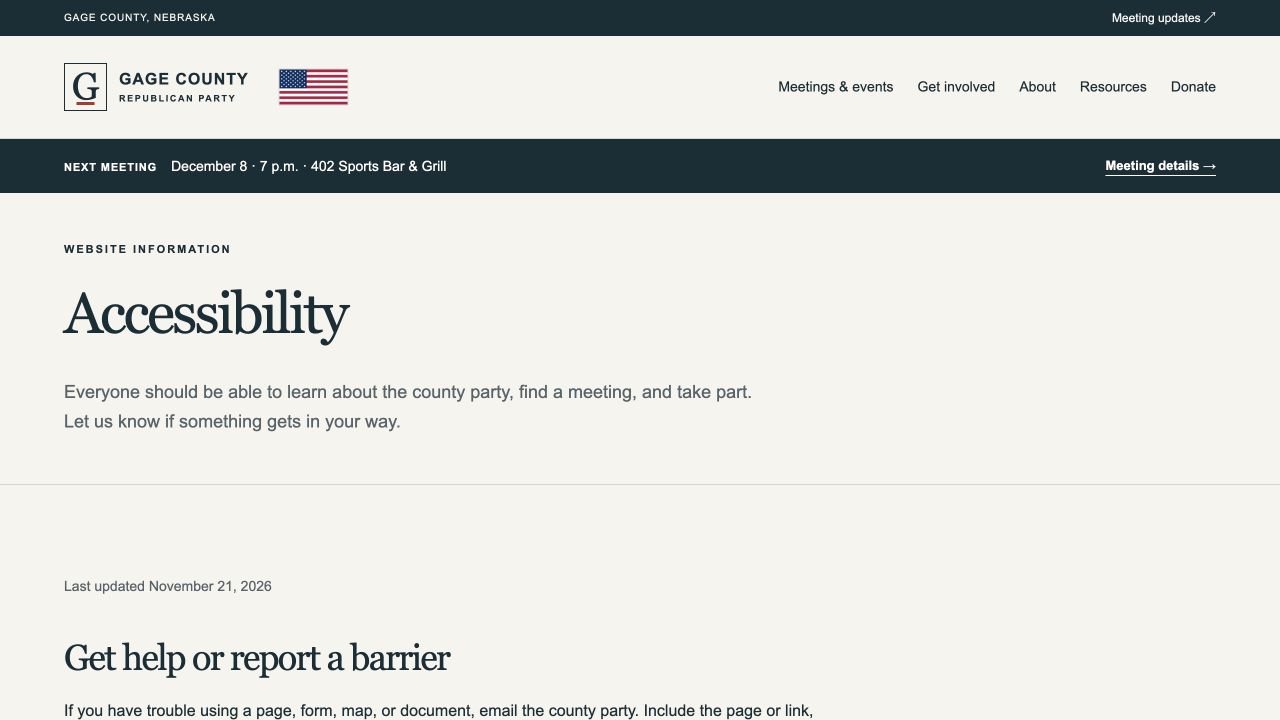 GAGE COUNTY, NEBRASKA
Meeting updates ↗
G
GAGE COUNTY
REPUBLICAN PARTY
Meetings & events
Get involved
About
Resources
Donate
NEXT MEETING December 8 · 7 p.m. · 402 Sports Bar & Grill
Meeting details →
WEBSITE INFORMATION
Accessibility
Everyone should be able to learn about the county party, find a meeting, and take part.
Let us know if something gets in your way.
Last updated November 21, 2026
Get help or report a barrier
If you have trouble using a page, form, map, or document, email the county party. Include the page or link,